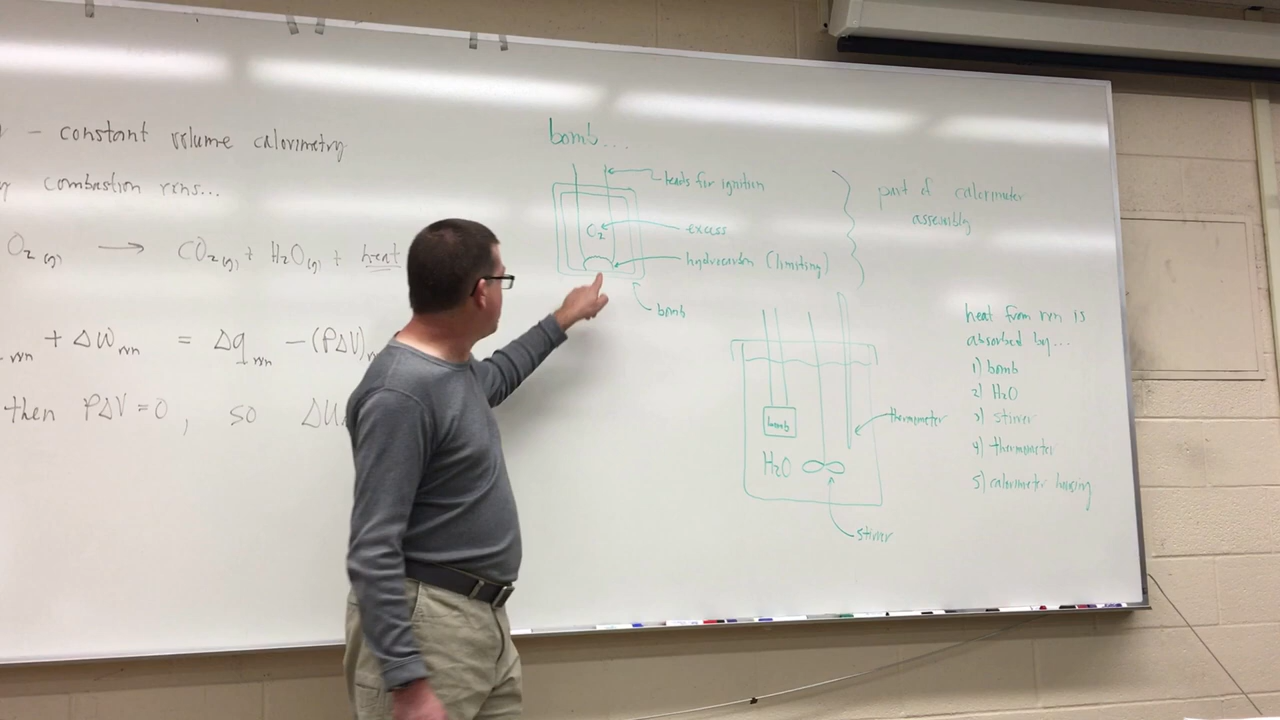 – constant volume calorimetry
combustion rxns...
O2 (g) → CO2 (g) + H2O (g) + heat
rxn + ΔWrxn = Δqrxn – (PΔV)
then PΔV = 0 , so ΔU
bomb...
leads for ignition
O2
excess
hydrocarbon (limiting)
bomb
part of calorimeter
assembly
bomb
H2O
thermometer
stirrer
heat from rxn is
absorbed by...
1) bomb
2) H2O
3) stirrer
4) thermometer
5) calorimeter housing